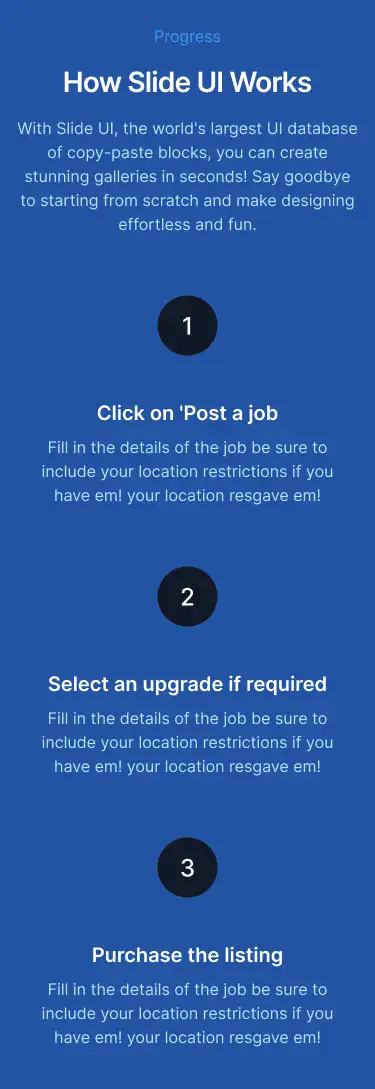 Progress
How Slide UI Works
With Slide UI, the world's largest UI database
of copy-paste blocks, you can create
stunning galleries in seconds! Say goodbye
to starting from scratch and make designing
effortless and fun.
1
Click on 'Post a job
Fill in the details of the job be sure to
include your location restrictions if you
have em! your location resgave em!
2
Select an upgrade if required
Fill in the details of the job be sure to
include your location restrictions if you
have em! your location resgave em!
3
Purchase the listing
Fill in the details of the job be sure to
include your location restrictions if you
have em! your location resgave em!